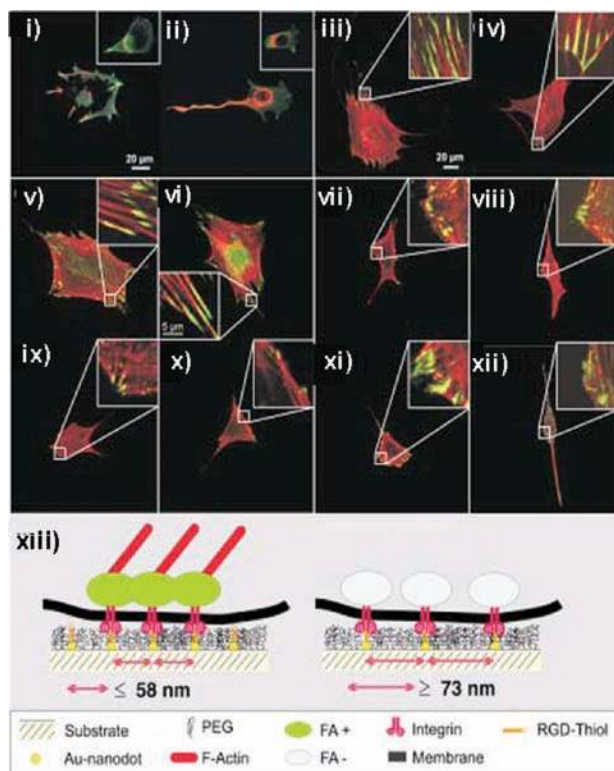 i)
ii)
iii)
iv)
20 µm
20 µm
v)
vi)
vii)
viii)
5 µm
ix)
x)
xi)
xii)
xiii)
≤ 58 nm
≥ 73 nm
Substrate
PEG
FA +
Integrin
RGD-Thiol
Au-nanodot
F-Actin
FA -
Membrane